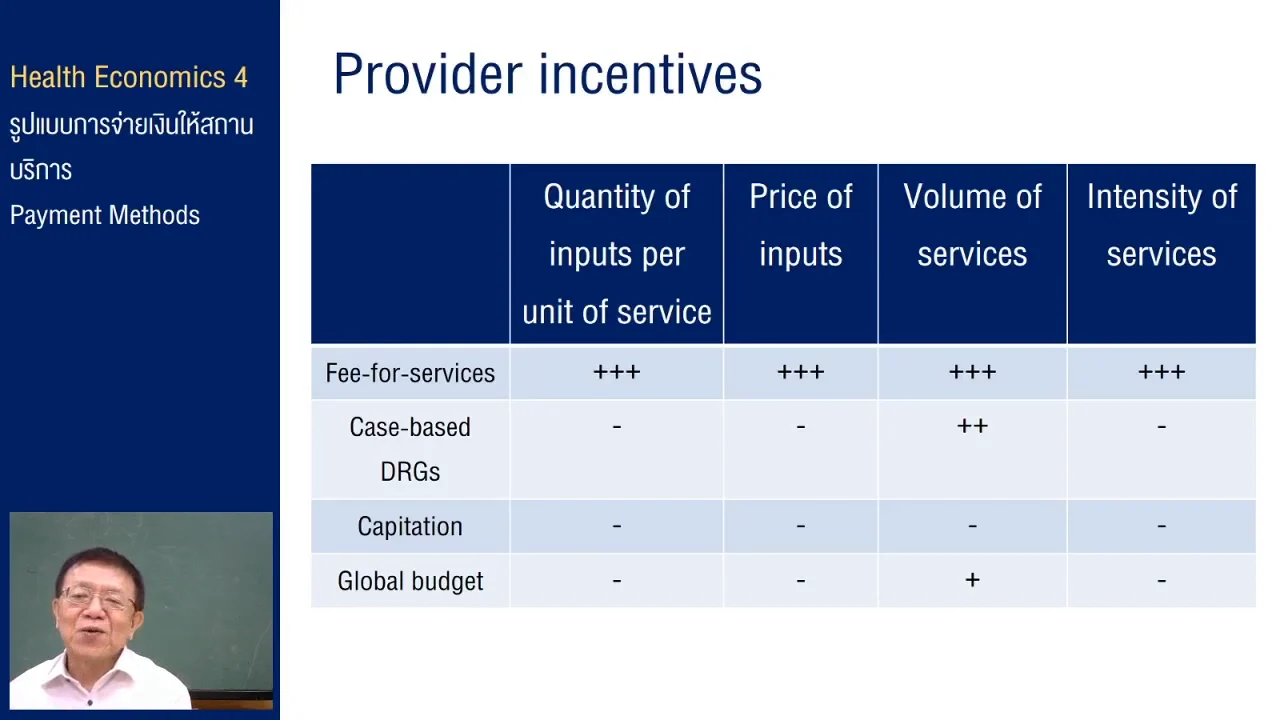 Health Economics 4
รูปแบบการจ่ายเงินให้สถาน
บริการ
Payment Methods
Provider incentives
Quantity of
inputs per
unit of service
Price of
inputs
Volume of
services
Intensity of
services
Fee-for-services +++ +++ +++ +++
Case-based
DRGs
- - ++ -
Capitation - - - -
Global budget - - + -